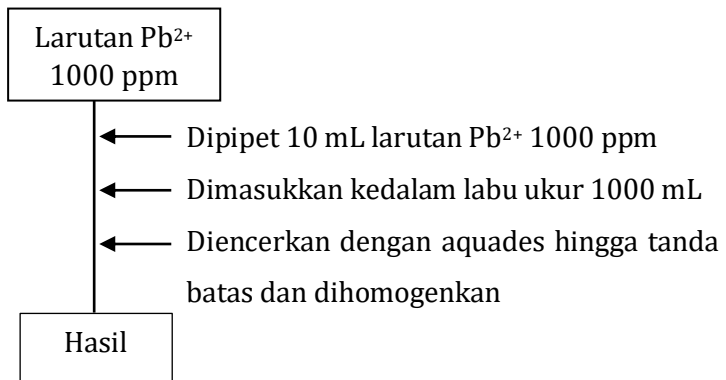 Larutan Pb²⁺
1000 ppm
Dipipet 10 mL larutan Pb²⁺ 1000 ppm
Dimasukkan kedalam labu ukur 1000 mL
Diencerkan dengan aquades hingga tanda
batas dan dihomogenkan
Hasil